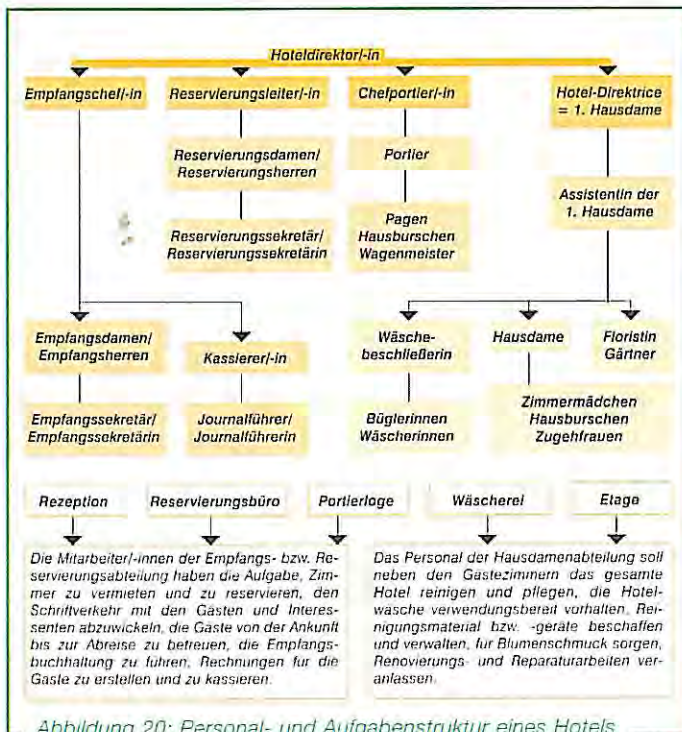 Hoteldirektor/-in
Empfangschef/-in
Reservierungsleiter/-in
Chefportier/-in
Hotel-Direktrice
= 1. Hausdame
Reservierungsdamen/
Reservierungsherren
Portier
Assistentin der
1. Hausdame
Reservierungssekretär/
Reservierungssekretärin
Pagen
Hausburschen
Wagenmeister
Empfangsdamen/
Empfangsherren
Kassierer/-in
Wäsche-
beschließerin
Hausdame
Floristin
Gärtner
Empfangssekretär/
Empfangssekretärin
Journalführer/
Journalführerin
Büglerinnen
Wäscherinnen
Zimmermädchen
Hausburschen
Zugehfrauen
Rezeption
Reservierungsbüro
Portierloge
Wäscherei
Etage
Die Mitarbeiter/-innen der Empfangs- bzw. Re-
servierungsabteilung haben die Aufgabe, Zim-
mer zu vermieten und zu reservieren, den
Schriftverkehr mit den Gästen und Interes-
senten abzuwickeln, die Gäste von der Ankunft
bis zur Abreise zu betreuen, die Empfangs-
buchhaltung zu führen, Rechnungen für die
Gäste zu erstellen und zu kassieren.
Das Personal der Hausdamenabteilung soll
neben den Gästezimmern das gesamte
Hotel reinigen und pflegen, die Hotel-
wäsche verwendungsbereit vorhalten, Rei-
nigungsmaterial bzw. -geräte beschaffen
und verwalten, für Blumenschmuck sorgen,
Renovierungs- und Reparaturarbeiten ver-
anlassen.
Abbildung 20: Personal- und Aufgabenstruktur eines Hotels